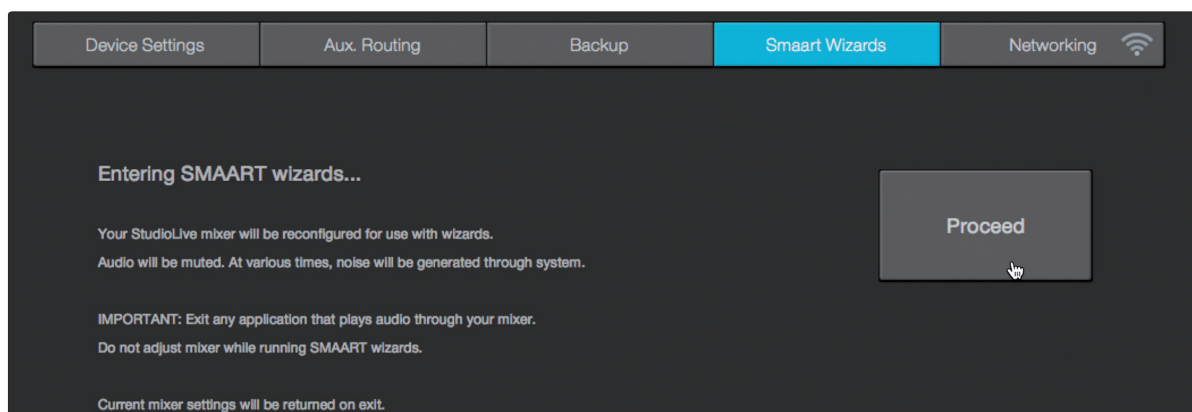 Device Settings Aux. Routing Backup Smaart Wizards Networking
Entering SMAART wizards...
Proceed
Your StudioLive mixer will be reconfigured for use with wizards.
Audio will be muted. At various times, noise will be generated through system.
IMPORTANT: Exit any application that plays audio through your mixer.
Do not adjust mixer while running SMAART wizards.
Current mixer settings will be returned on exit.